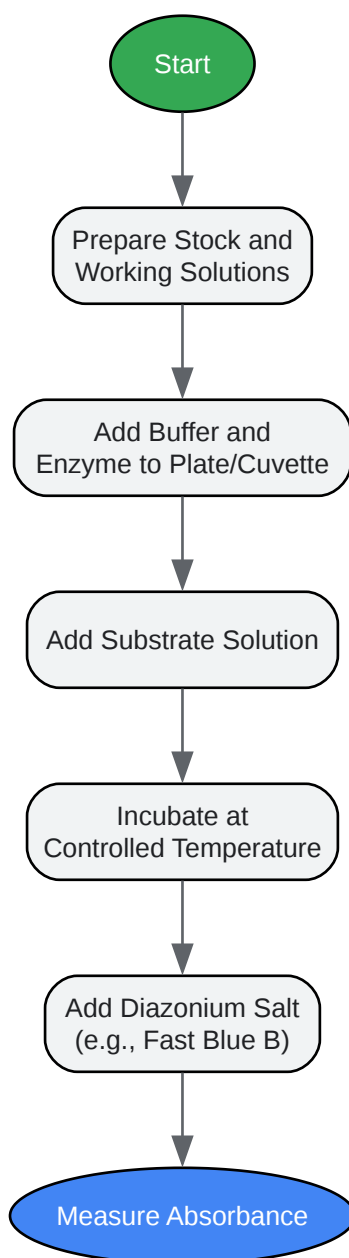 Start
Prepare Stock and
Working Solutions
Add Buffer and
Enzyme to Plate/Cuvette
Add Substrate Solution
Incubate at
Controlled Temperature
Add Diazonium Salt
(e.g., Fast Blue B)
Measure Absorbance